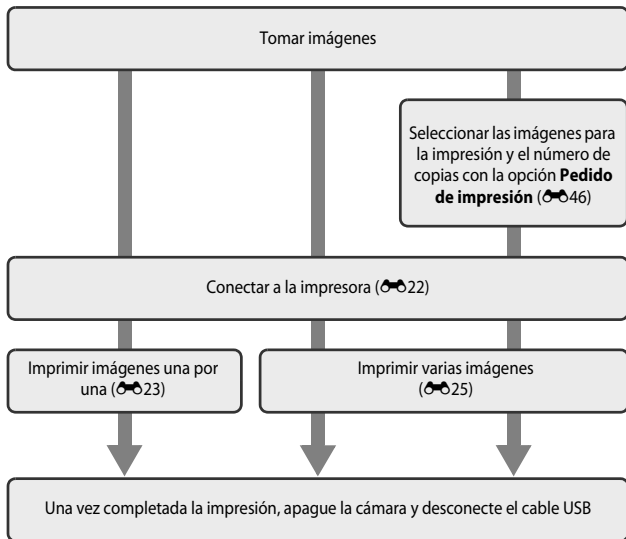 Tomar imágenes
Seleccionar las imágenes para
la impresión y el número de
copias con la opción Pedido
de impresión (46)
Conectar a la impresora (22)
Imprimir imágenes una por
una (23)
Imprimir varias imágenes
(25)
Una vez completada la impresión, apague la cámara y desconecte el cable USB